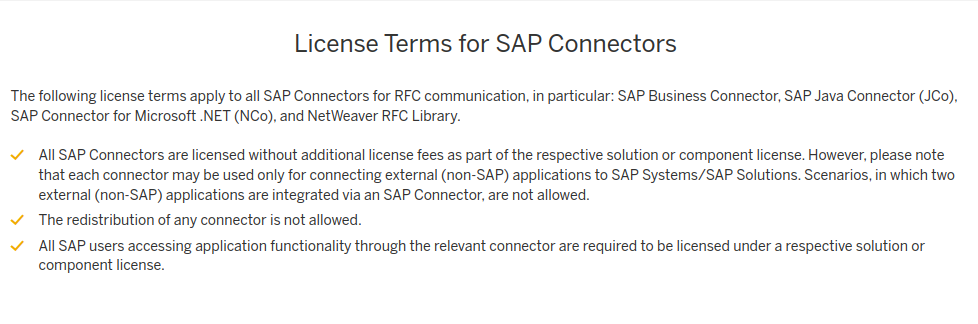 License Terms for SAP Connectors
The following license terms apply to all SAP Connectors for RFC communication, in particular: SAP Business Connector, SAP Java Connector (JCo),
SAP Connector for Microsoft .NET (NCo), and NetWeaver RFC Library.
All SAP Connectors are licensed without additional license fees as part of the respective solution or component license. However, please note
that each connector may be used only for connecting external (non-SAP) applications to SAP Systems/SAP Solutions. Scenarios, in which two
external (non-SAP) applications are integrated via an SAP Connector, are not allowed.
The redistribution of any connector is not allowed.
All SAP users accessing application functionality through the relevant connector are required to be licensed under a respective solution or
component license.